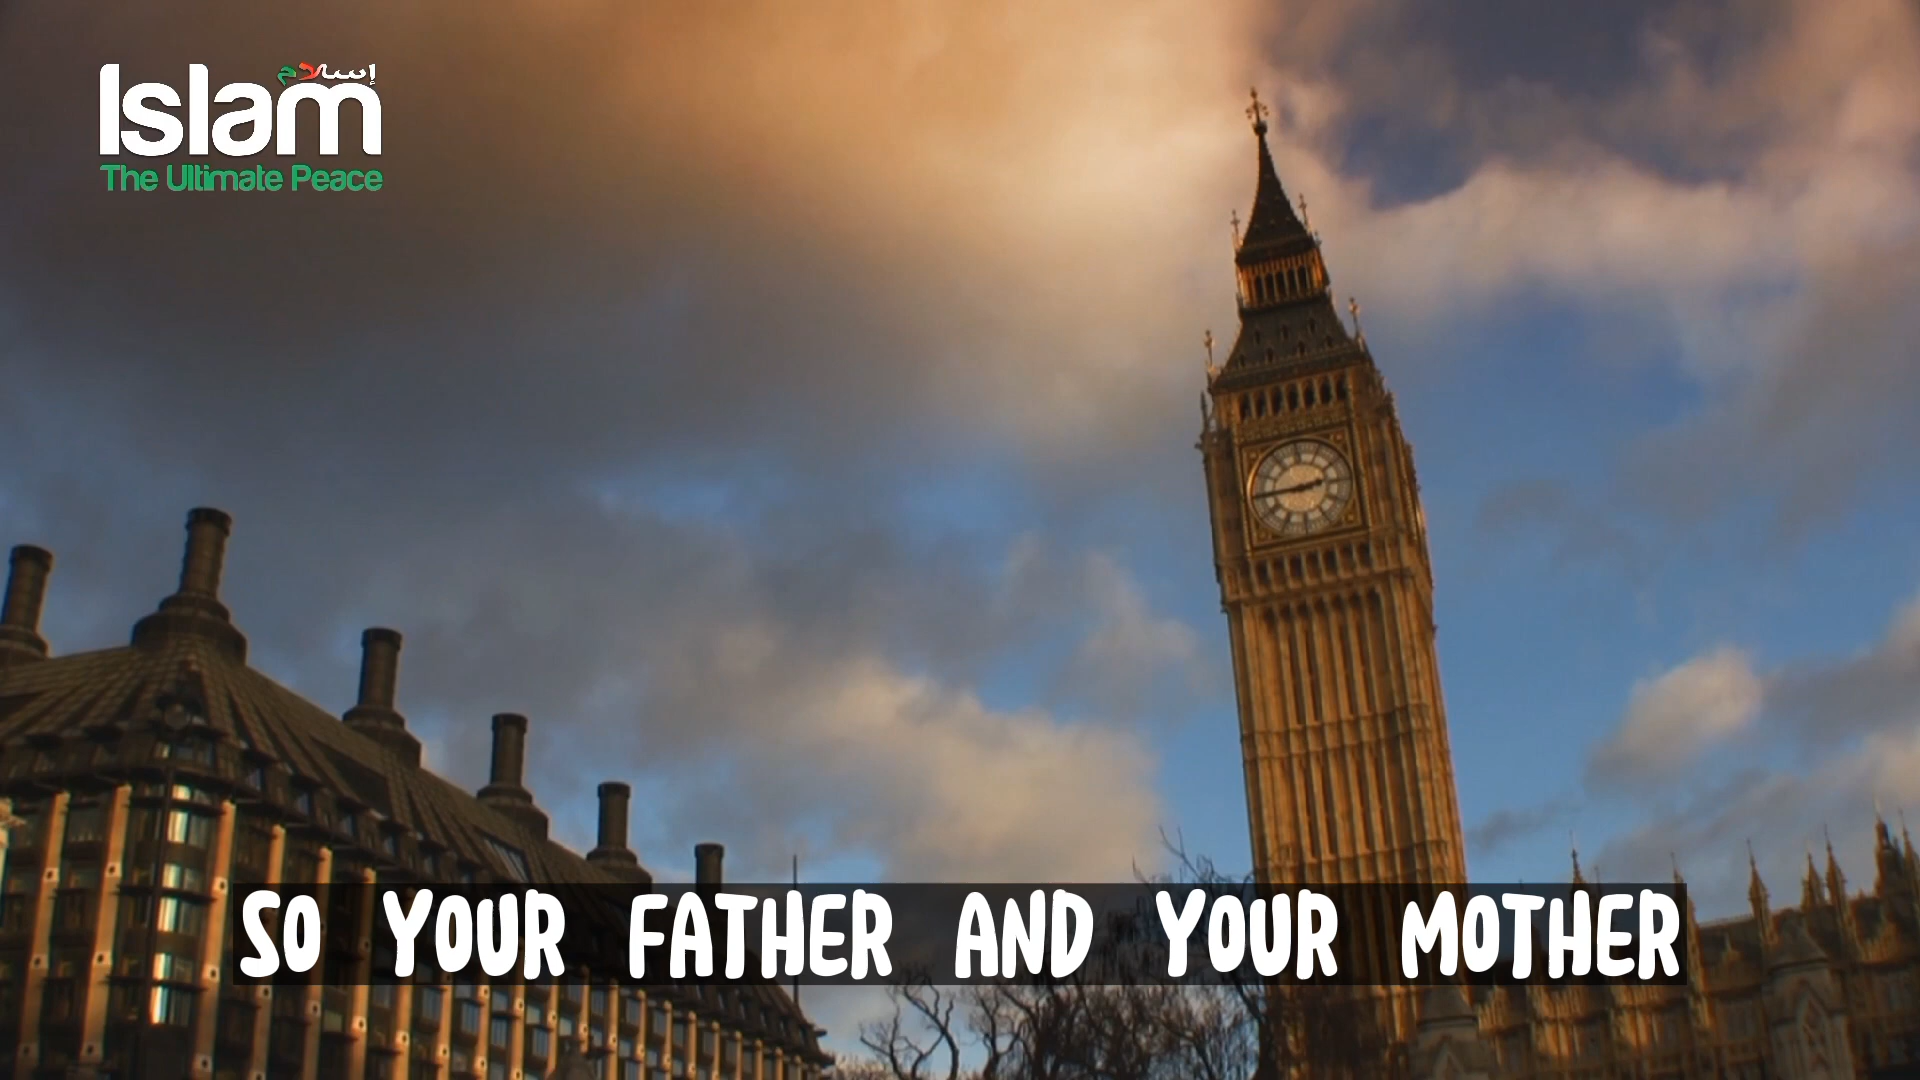 إسلام
Islam
The Ultimate Peace
SO YOUR FATHER AND YOUR MOTHER